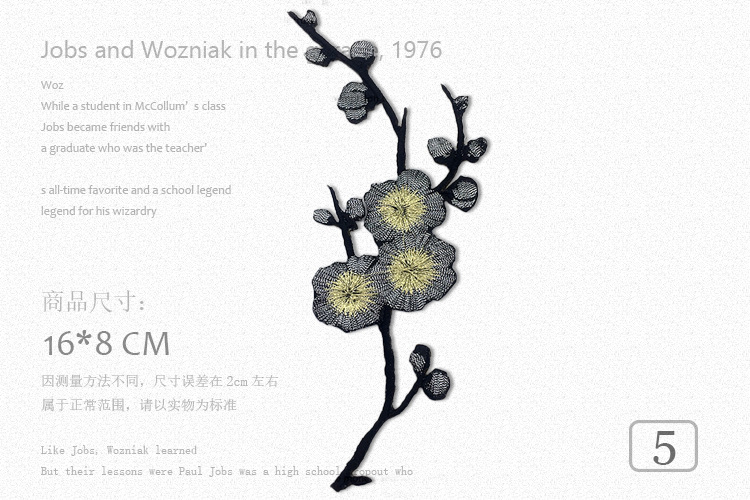 Jobs and Wozniak in the garage, 1976
Woz
While a student in McCollum’s class
Jobs became friends with
a graduate who was the teacher’
s all-time favorite and a school legend
legend for his wizardry
商品尺寸:
16*8 CM
因测量方法不同, 尺寸误差在2cm左右
属于正常范围, 请以实物为标准
Like Jobs, Wozniak learned
But their lessons were Paul Jobs was a high school dropout who
5